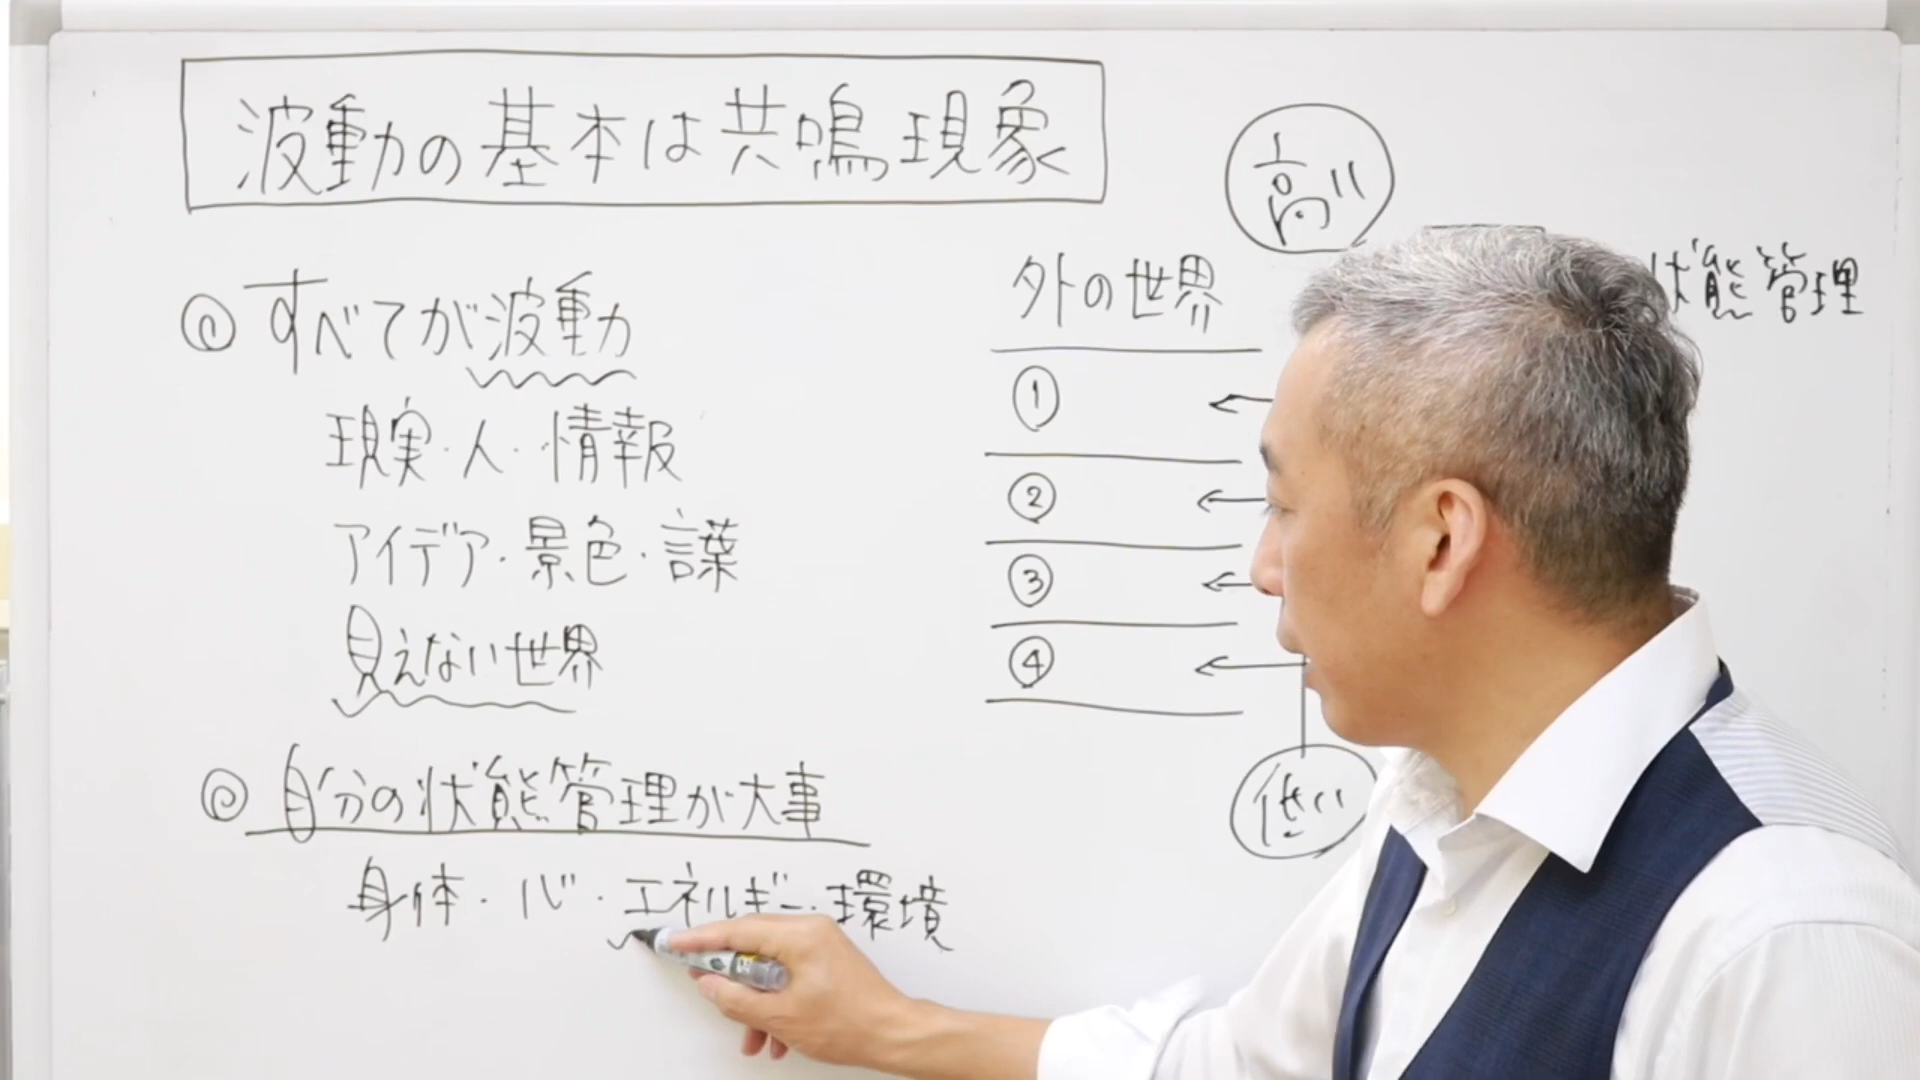 波動の基本は共鳴現象
◎ すべてが波動
現実・人・情報
アイデア・景色・言葉
見えない世界
◎ 自分の状態管理が大事
身体・心・エネルギー・環境
高い
外の世界
状態管理
①
②
③
④
低い